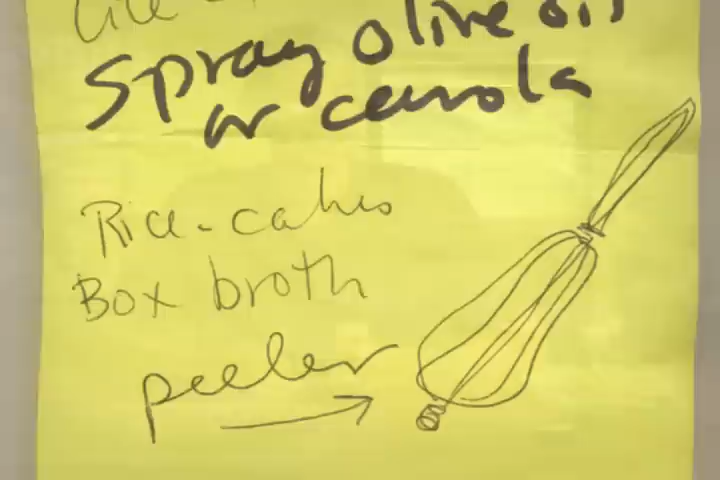 Spray olive oil
or canola
Rice-cakes
Box broth
peeler